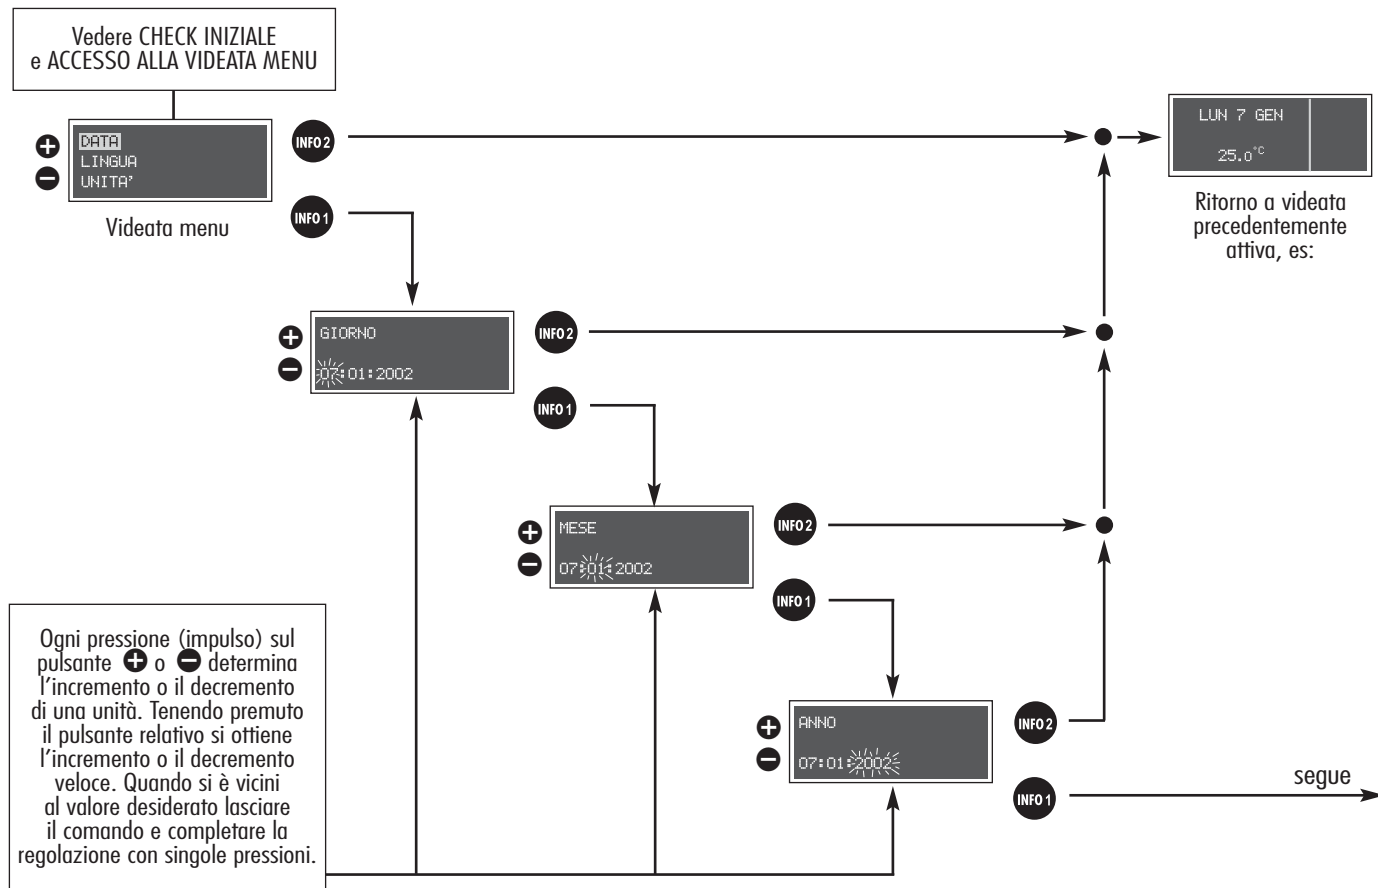 Vedere CHECK INIZIALE
e ACCESSO ALLA VIDEATA MENU
DATA
LINGUA
UNITA'
Videata menu
INFO 2
INFO 1
LUN 7 GEN
25.0°C
Ritorno a videata
precedentemente
attiva, es:
GIORNO
07:01:2002
INFO 2
INFO 1
MESE
07:01:2002
INFO 2
INFO 1
Ogni pressione (impulso) sul
pulsante + o − determina
l'incremento o il decremento
di una unità. Tenendo premuto
il pulsante relativo si ottiene
l'incremento o il decremento
veloce. Quando si è vicini
al valore desiderato lasciare
il comando e completare la
regolazione con singole pressioni.
ANNO
07:01:2002
INFO 2
INFO 1
segue